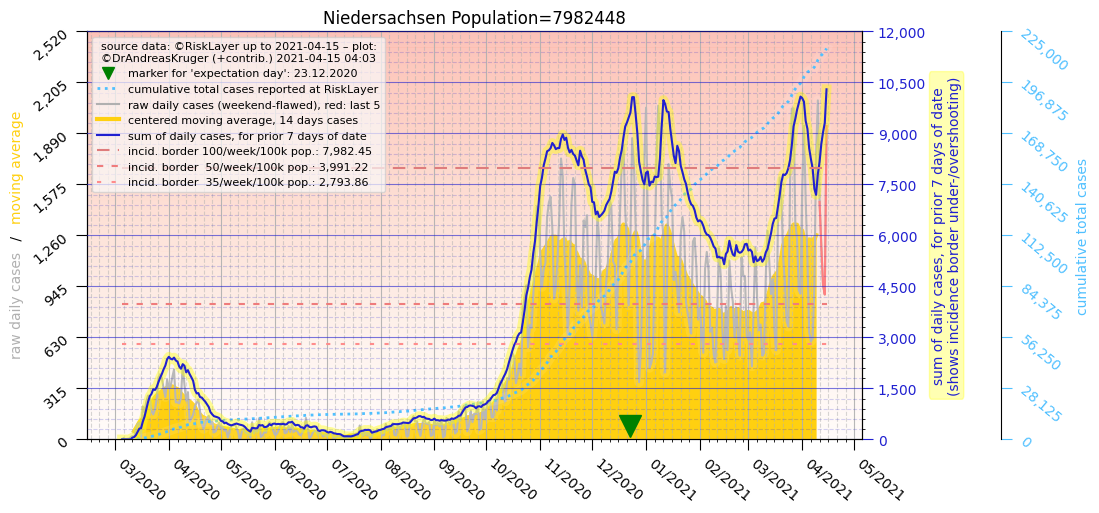 Niedersachsen Population=7982448
source data: ©RiskLayer up to 2021-04-15 – plot:
©DrAndreasKruger (+contrib.) 2021-04-15 04:03
marker for 'expectation day': 23.12.2020
cumulative total cases reported at RiskLayer
raw daily cases (weekend-flawed), red: last 5
centered moving average, 14 days cases
sum of daily cases, for prior 7 days of date
incid. border 100/week/100k pop.: 7,982.45
incid. border  50/week/100k pop.: 3,991.22
incid. border  35/week/100k pop.: 2,793.86
raw daily cases  /  moving average
2,520
2,205
1,890
1,575
1,260
945
630
315
0
03/2020
04/2020
05/2020
06/2020
07/2020
08/2020
09/2020
10/2020
11/2020
12/2020
01/2021
02/2021
03/2021
04/2021
05/2021
12,000
10,500
9,000
7,500
6,000
4,500
3,000
1,500
0
sum of daily cases, for prior 7 days of date
(shows incidence border under-/overshooting)
225,000
196,875
168,750
140,625
112,500
84,375
56,250
28,125
0
cumulative total cases